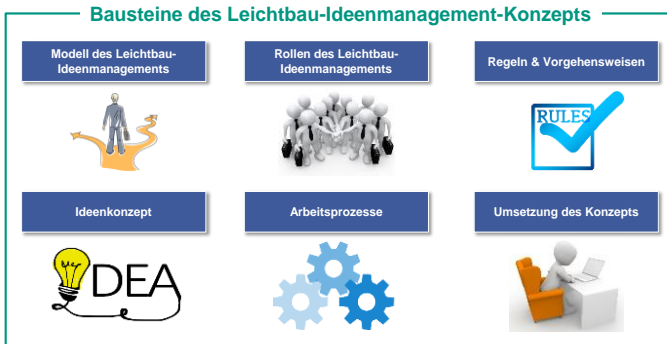 Bausteine des Leichtbau-Ideenmanagement-Konzepts
Modell des Leichtbau-
Ideenmanagements
Rollen des Leichtbau-
Ideenmanagements
Regeln & Vorgehensweisen
RULES
Ideenkonzept
Arbeitsprozesse
Umsetzung des Konzepts
IDEA